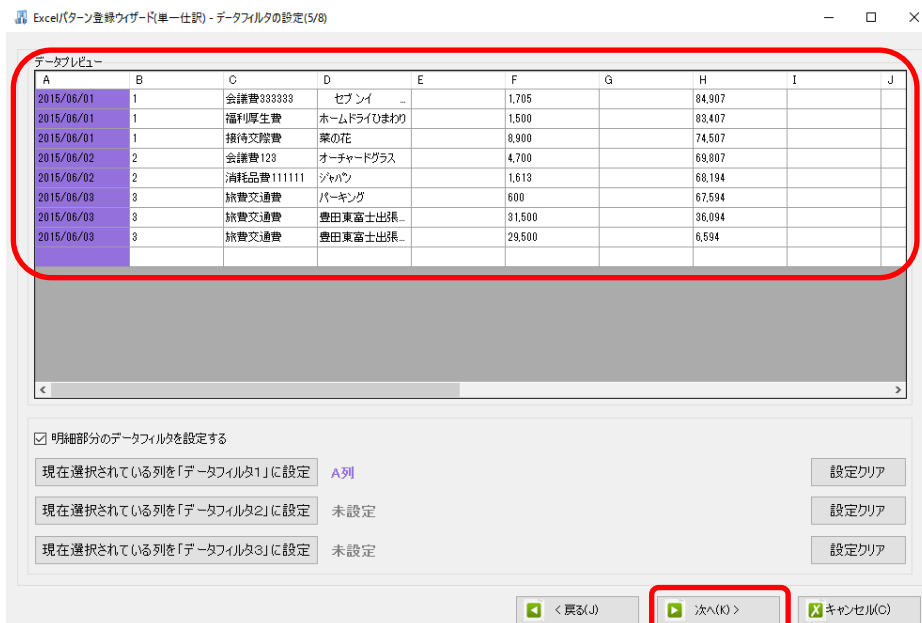 Excelパターン登録ウィザード(単一仕訳) - データフィルタの設定(5/8)
データプレビュー
A B C D E F G H I J
2015/06/01 1 会議費333333 セブンイ ... 1,705 84,907
2015/06/01 1 福利厚生費 ホームドライひまわり 1,500 83,407
2015/06/01 1 接待交際費 菜の花 8,900 74,507
2015/06/02 2 会議費123 オーチャードグラス 4,700 69,807
2015/06/02 2 消耗品費111111 ジャパン 1,613 68,194
2015/06/03 3 旅費交通費 パーキング 600 67,594
2015/06/03 3 旅費交通費 豊田東富士出張... 31,500 36,094
2015/06/03 3 旅費交通費 豊田東富士出張... 29,500 6,594
明細部分のデータフィルタを設定する
現在選択されている列を「データフィルタ1」に設定 A列 設定クリア
現在選択されている列を「データフィルタ2」に設定 未設定 設定クリア
現在選択されている列を「データフィルタ3」に設定 未設定 設定クリア
< 戻る(J) 次へ(K) > キャンセル(C)